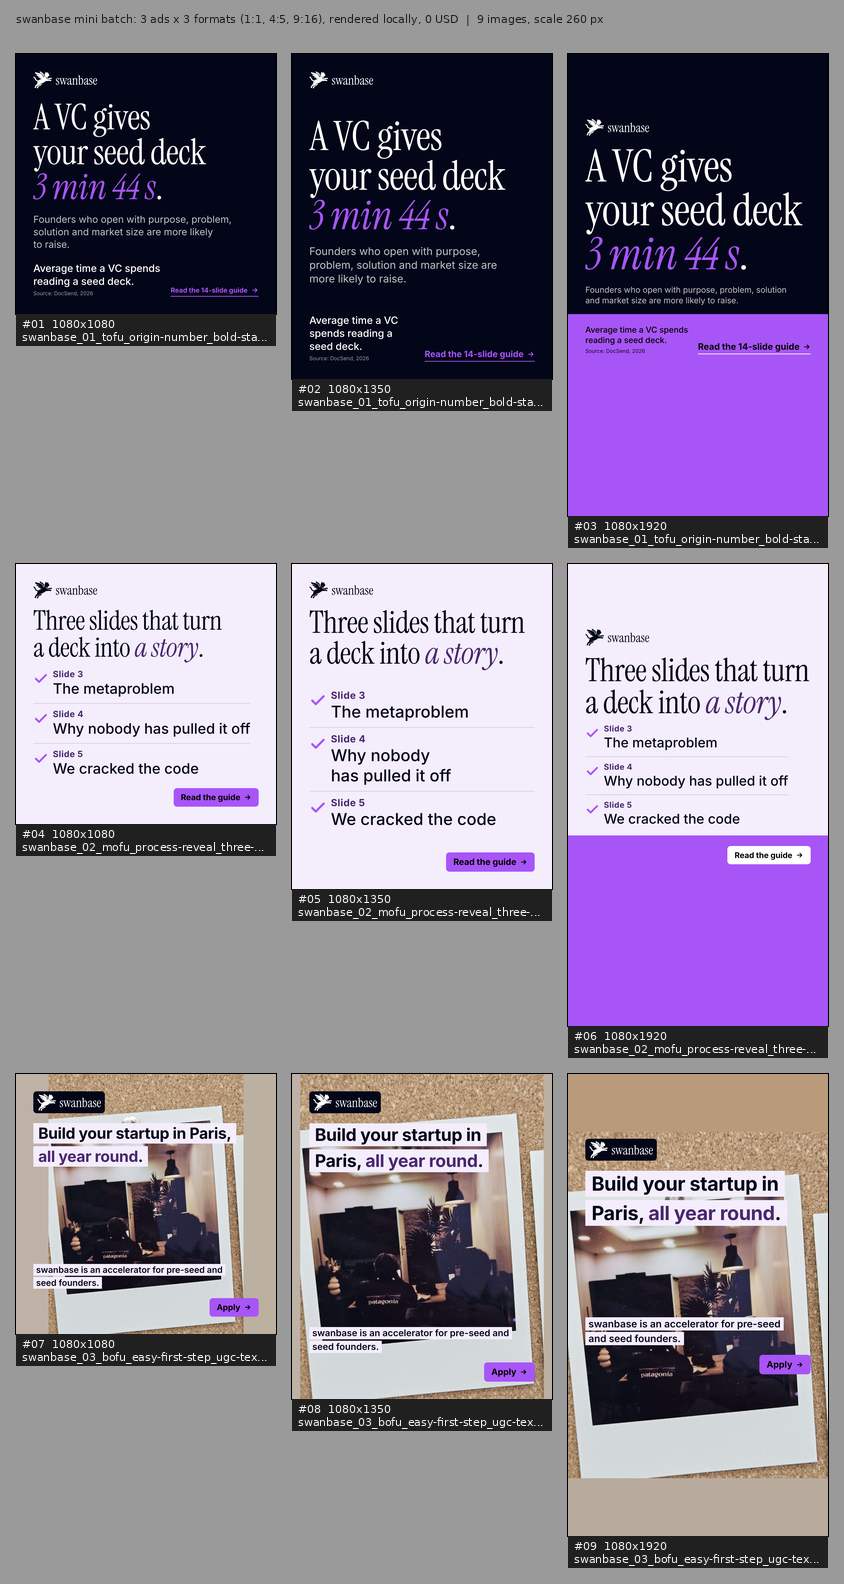 swanbase mini batch: 3 ads x 3 formats (1:1, 4:5, 9:16), rendered locally, 0 USD | 9 images, scale 260 px
swanbase
A VC gives
your seed deck
3 min 44 s.
Founders who open with purpose, problem,
solution and market size are more likely
to raise.
Average time a VC spends
reading a seed deck.
Source: DocSend, 2026
Read the 14-slide guide →
#01 1080x1080
swanbase_01_tofu_origin-number_bold-sta...
swanbase
A VC gives
your seed deck
3 min 44 s.
Founders who open with purpose,
problem, solution and market size are
more likely to raise.
Average time a VC
spends reading a
seed deck.
Source: DocSend, 2026
Read the 14-slide guide →
#02 1080x1350
swanbase_01_tofu_origin-number_bold-sta...
swanbase
A VC gives
your seed deck
3 min 44 s.
Founders who open with purpose, problem, solution
and market size are more likely to raise.
Average time a VC spends
reading a seed deck.
Source: DocSend, 2026
Read the 14-slide guide →
#03 1080x1920
swanbase_01_tofu_origin-number_bold-sta...
swanbase
Three slides that turn
a deck into a story.
Slide 3
The metaproblem
Slide 4
Why nobody has pulled it off
Slide 5
We cracked the code
Read the guide →
#04 1080x1080
swanbase_02_mofu_process-reveal_three-...
swanbase
Three slides that turn
a deck into a story.
Slide 3
The metaproblem
Slide 4
Why nobody
has pulled it off
Slide 5
We cracked the code
Read the guide →
#05 1080x1350
swanbase_02_mofu_process-reveal_three-...
swanbase
Three slides that turn
a deck into a story.
Slide 3
The metaproblem
Slide 4
Why nobody has pulled it off
Slide 5
We cracked the code
Read the guide →
#06 1080x1920
swanbase_02_mofu_process-reveal_three-...
swanbase
Build your startup in Paris,
all year round.
patagonia
swanbase is an accelerator for pre-seed and
seed founders.
Apply →
#07 1080x1080
swanbase_03_bofu_easy-first-step_ugc-tex...
swanbase
Build your startup in
Paris, all year round.
patagonia
swanbase is an accelerator for pre-seed and
seed founders.
Apply →
#08 1080x1350
swanbase_03_bofu_easy-first-step_ugc-tex...
swanbase
Build your startup in
Paris, all year round.
swanbase is an accelerator for pre-seed
and seed founders.
Apply →
patagonia
#09 1080x1920
swanbase_03_bofu_easy-first-step_ugc-tex...